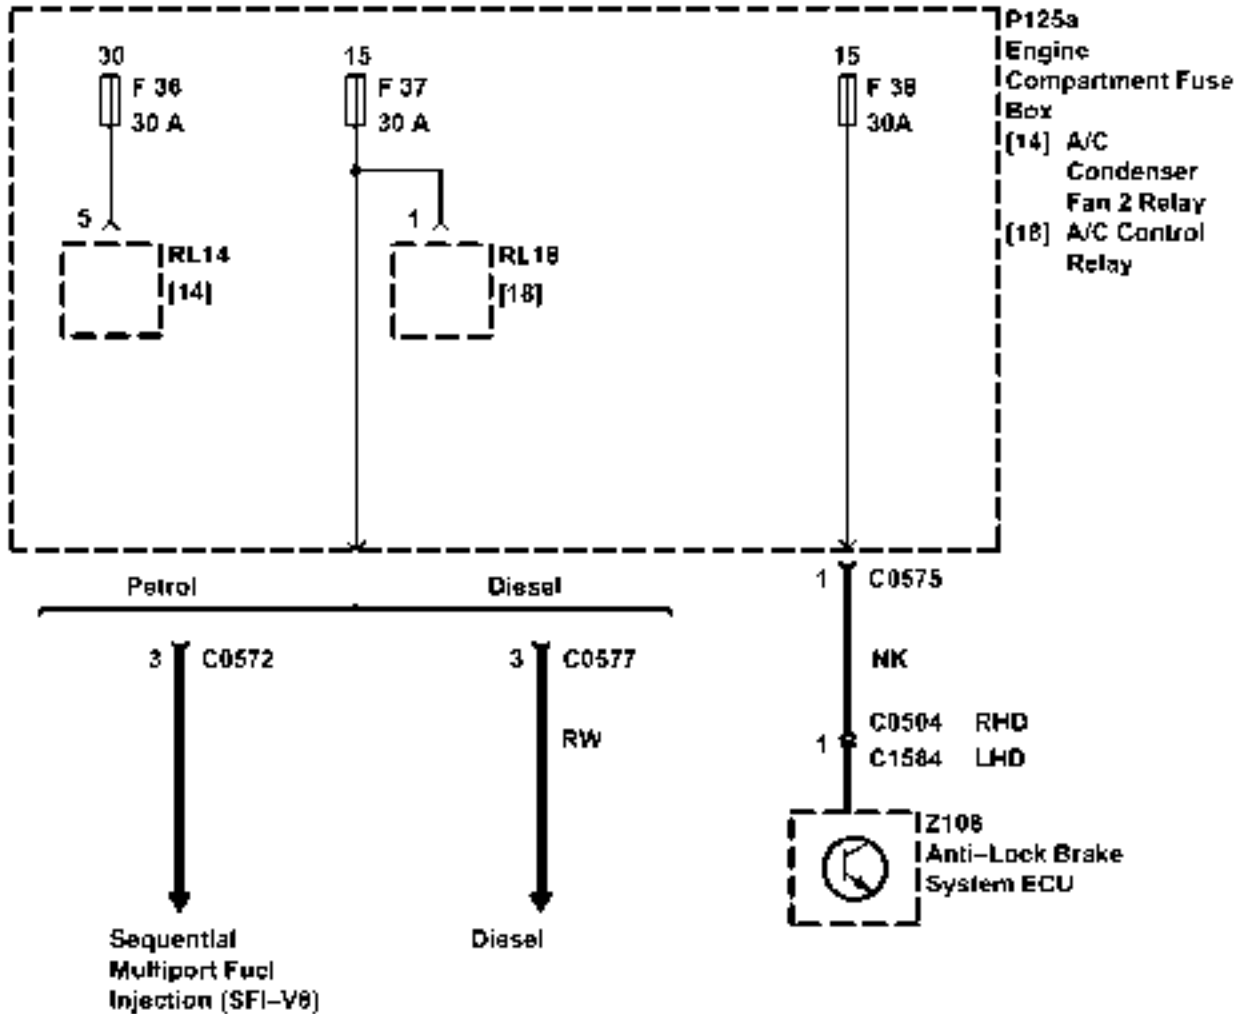 P125a
Engine
Compartment Fuse
Box
[14] A/C
Condenser
Fan 2 Relay
[18] A/C Control
Relay
30
F 36
30 A
15
F 37
30 A
15
F 38
30A
5
1
RL14
[14]
RL18
[18]
Petrol
Diesel
1 C0575
3 C0572
3 C0577
NK
RW
C0504 RHD
1
C1584 LHD
Z108
Anti-Lock Brake
System ECU
Sequential
Multiport Fuel
Injection (SFI-V8)
Diesel